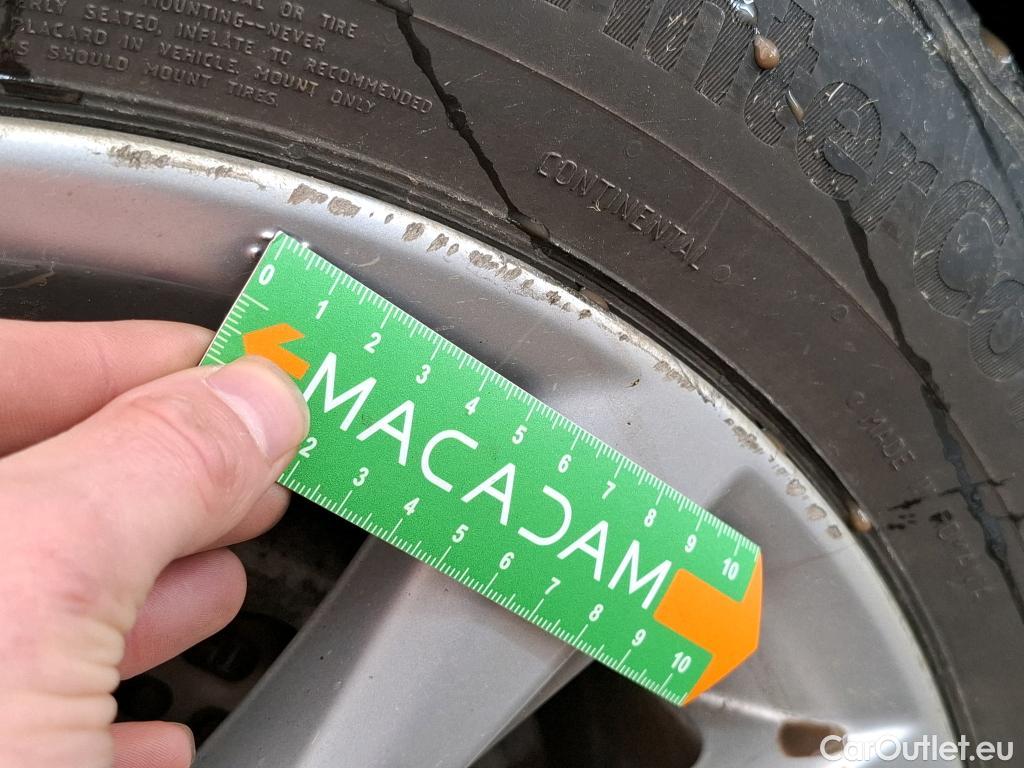 OR TIRE
MOUNTING--NEVER
SEATED, INFLATE TO RECOMMENDED
PLACARD IN VEHICLE. MOUNT ONLY
SHOULD MOUNT TIRES
CONTINENTAL
MADE
0 1 2 3 4 5 6 7 8 9 10
MACADAM
2 3 4 5 6 7 8 9 10
CarOutlet.eu